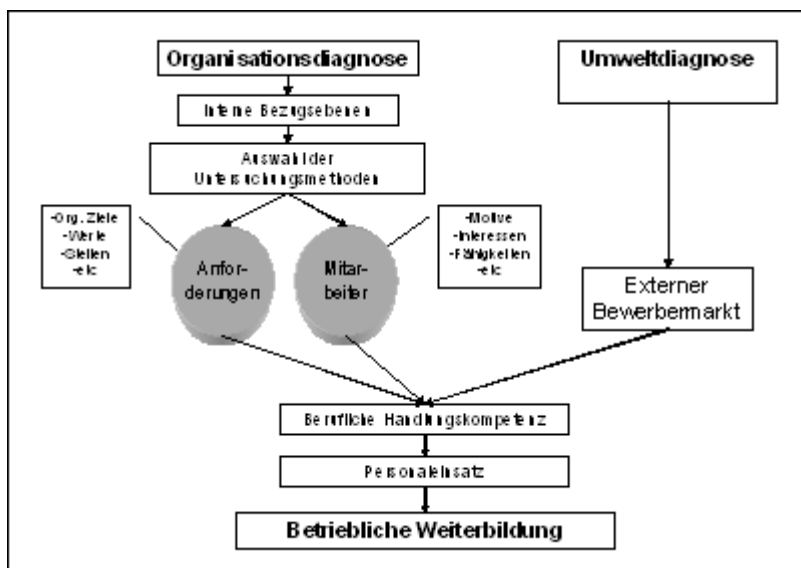 Organisationsdiagnose
Umweltdiagnose
Interne Bezugsebenen
Auswahl der
Untersuchungsmethoden
-Org. Ziele
-Werte
-Stellen
-etc
-Motive
-Interessen
-Fähigkeiten
-etc
Anfor-
derungen
Mitar-
beiter
Externer
Bewerbermarkt
Berufliche Handlungskompetenz
Personaleinsatz
Betriebliche Weiterbildung